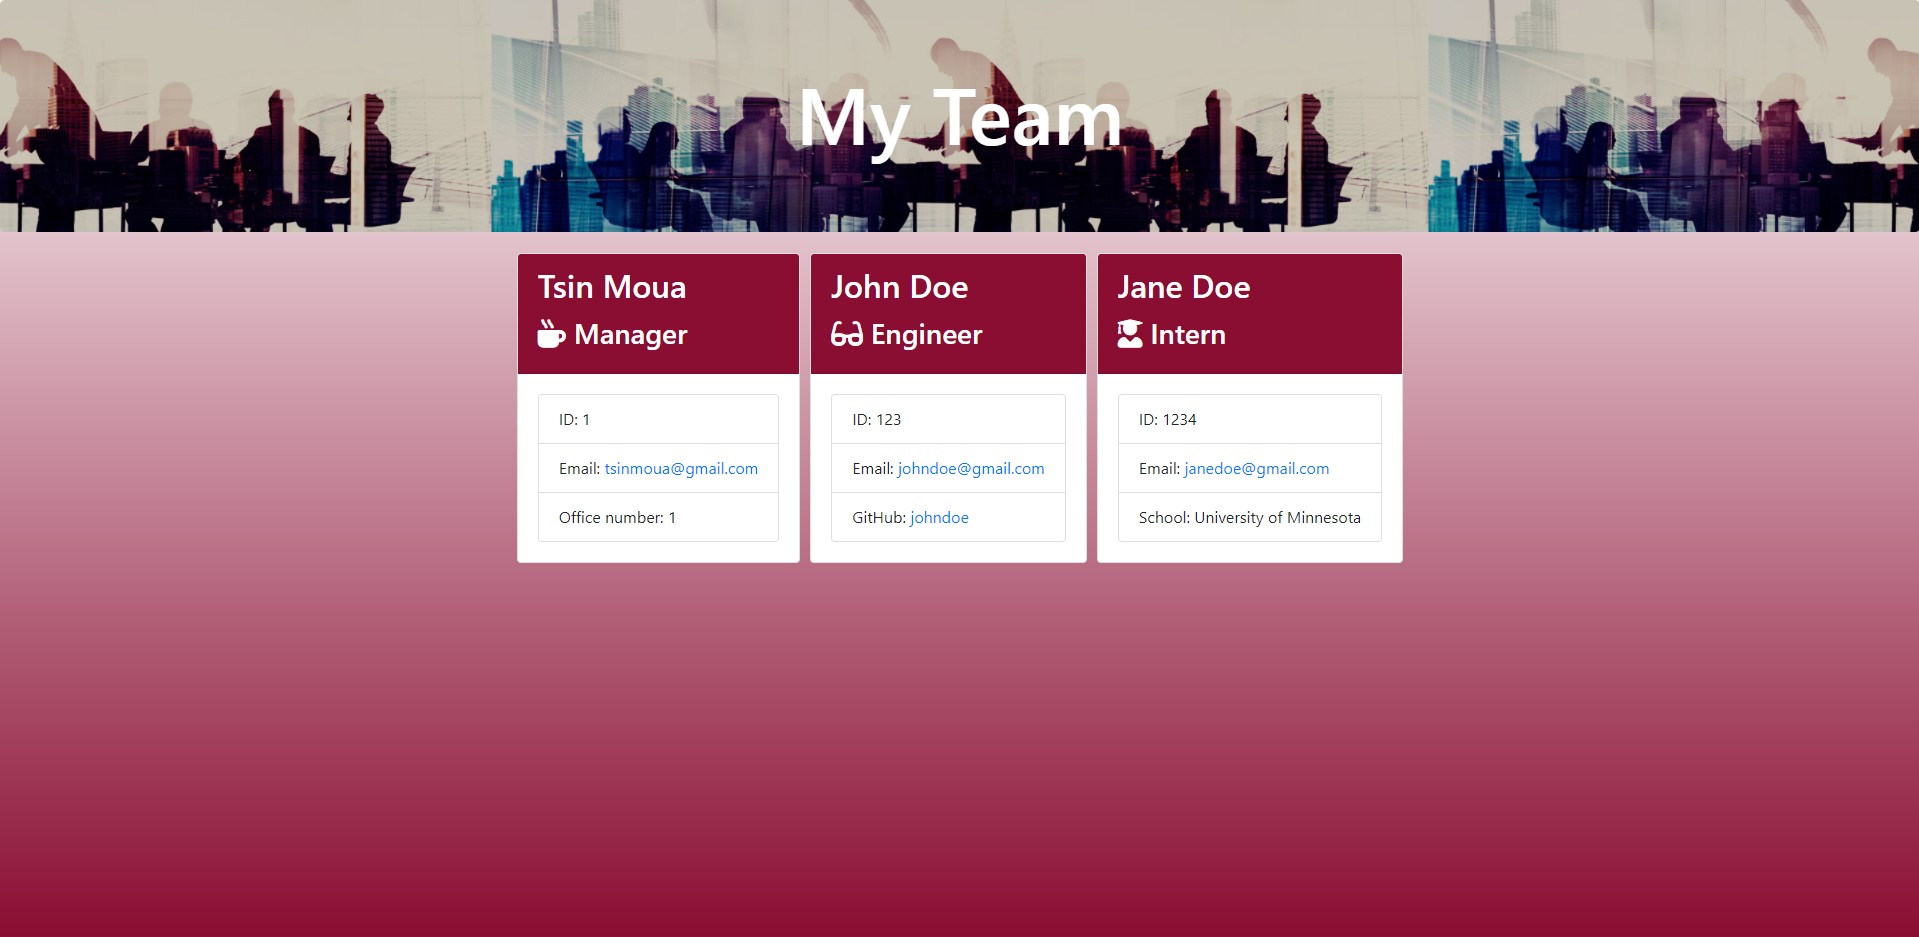 My Team
Tsin Moua
Manager
ID: 1
Email: tsinmoua@gmail.com
Office number: 1
John Doe
Engineer
ID: 123
Email: johndoe@gmail.com
GitHub: johndoe
Jane Doe
Intern
ID: 1234
Email: janedoe@gmail.com
School: University of Minnesota